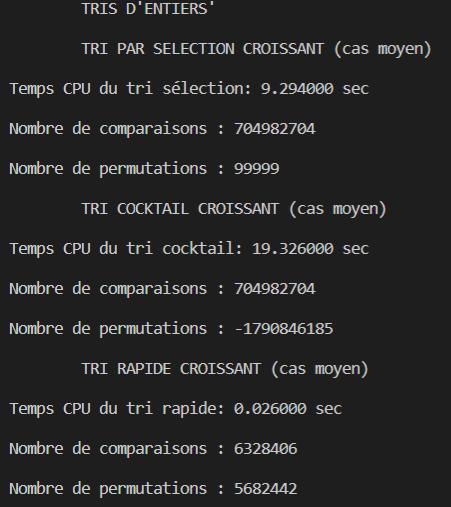 TRIS D'ENTIERS'
TRI PAR SELECTION CROISSANT (cas moyen)
Temps CPU du tri sélection: 9.294000 sec
Nombre de comparaisons : 704982704
Nombre de permutations : 99999
TRI COCKTAIL CROISSANT (cas moyen)
Temps CPU du tri cocktail: 19.326000 sec
Nombre de comparaisons : 704982704
Nombre de permutations : -1790846185
TRI RAPIDE CROISSANT (cas moyen)
Temps CPU du tri rapide: 0.026000 sec
Nombre de comparaisons : 6328406
Nombre de permutations : 5682442